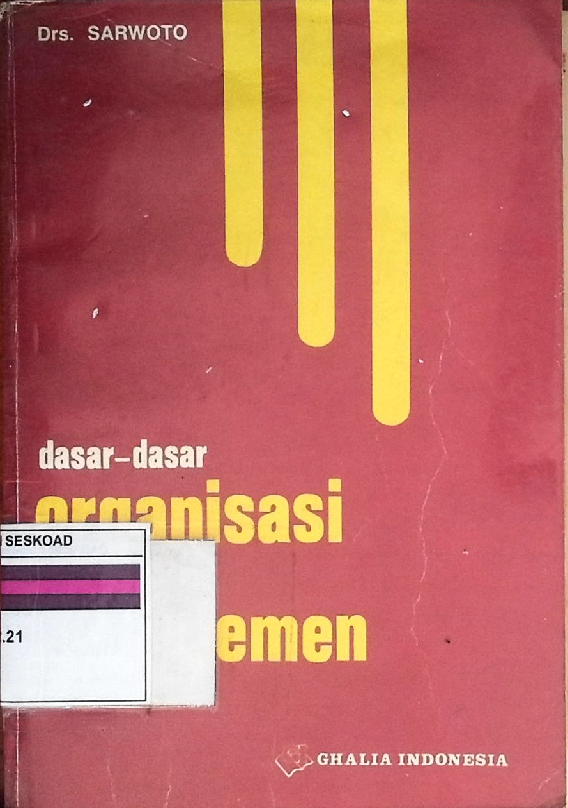 Drs. SARWOTO
dasar-dasar
organisasi
emen
SESKOAD
.21
GHALIA INDONESIA